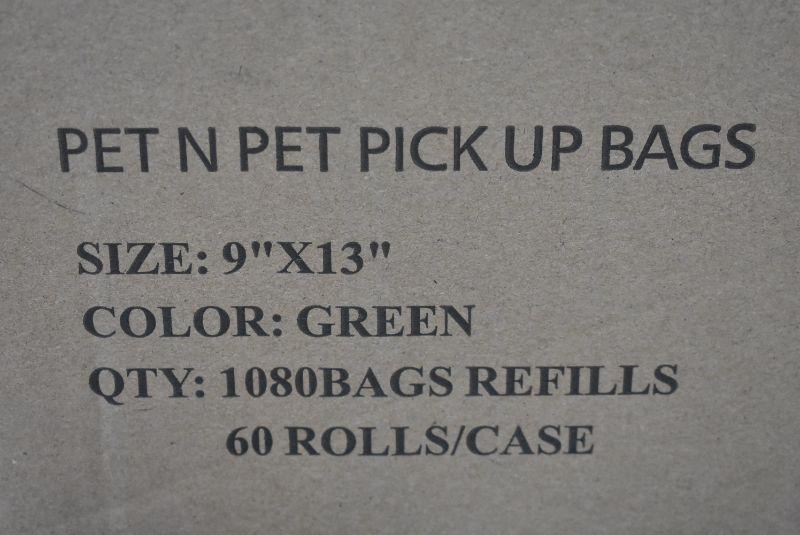 PET N PET PICK UP BAGS
SIZE: 9"X13"
COLOR: GREEN
QTY: 1080BAGS REFILLS
60 ROLLS/CASE